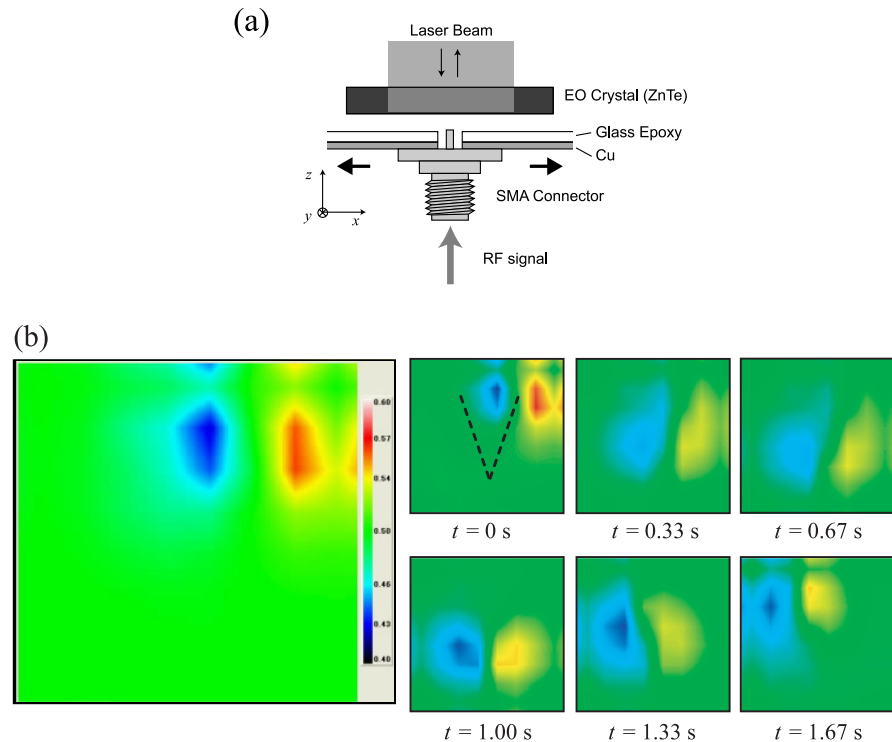 (a)
Laser Beam
EO Crystal (ZnTe)
Glass Epoxy
Cu
z
y
x
SMA Connector
RF signal
(b)
0.60
0.57
0.54
0.50
0.46
0.43
0.40
t = 0 s
t = 0.33 s
t = 0.67 s
t = 1.00 s
t = 1.33 s
t = 1.67 s